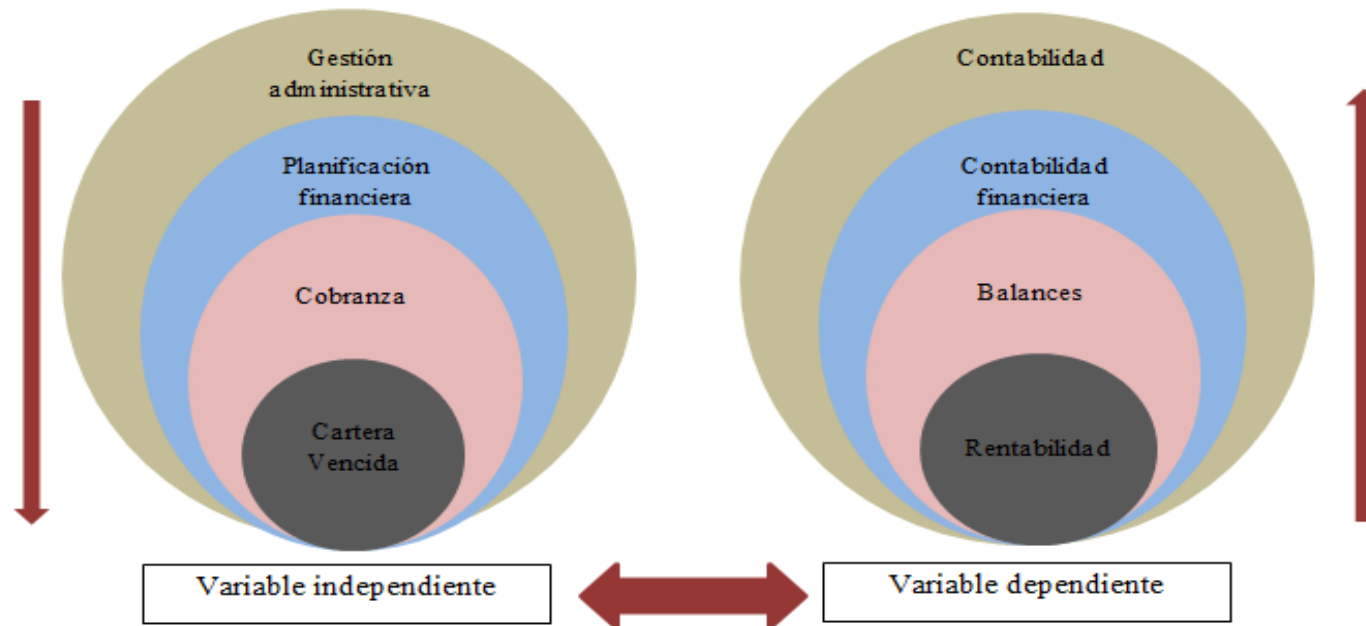 Gestión
administrativa
Planificación
financiera
Cobranza
Cartera
Vencida
Variable independiente
Contabilidad
Contabilidad
financiera
Balances
Rentabilidad
Variable dependiente